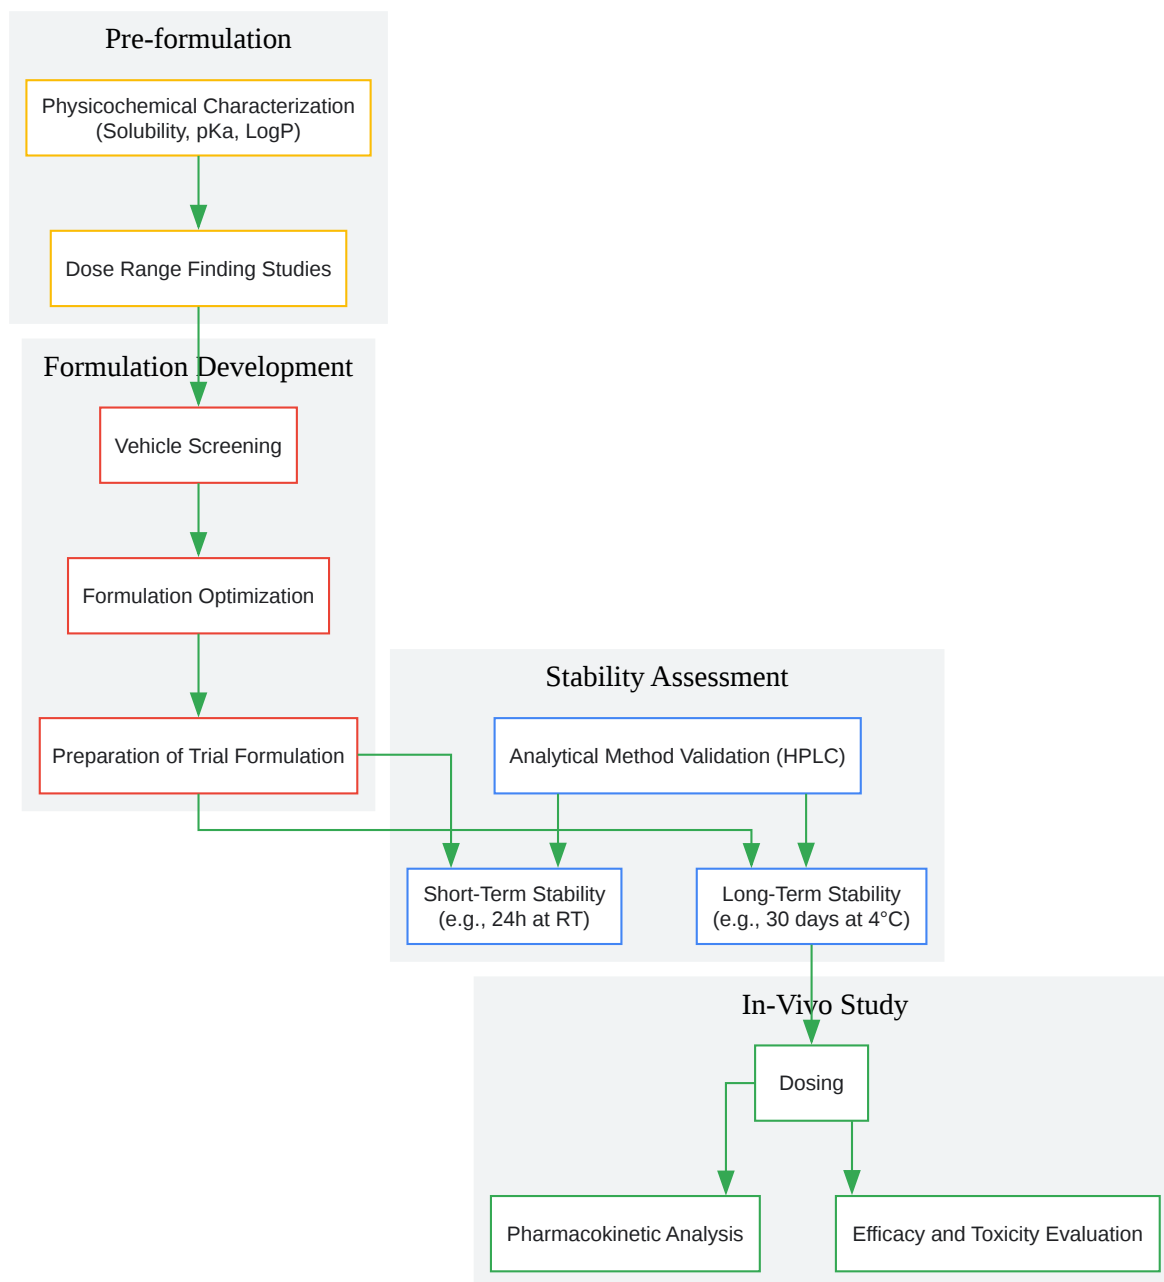 Pre-formulation
Physicochemical Characterization
(Solubility, pKa, LogP)
Dose Range Finding Studies
Formulation Development
Vehicle Screening
Formulation Optimization
Preparation of Trial Formulation
Stability Assessment
Analytical Method Validation (HPLC)
Short-Term Stability
(e.g., 24h at RT)
Long-Term Stability
(e.g., 30 days at 4°C)
In-Vivo Study
Dosing
Pharmacokinetic Analysis
Efficacy and Toxicity Evaluation